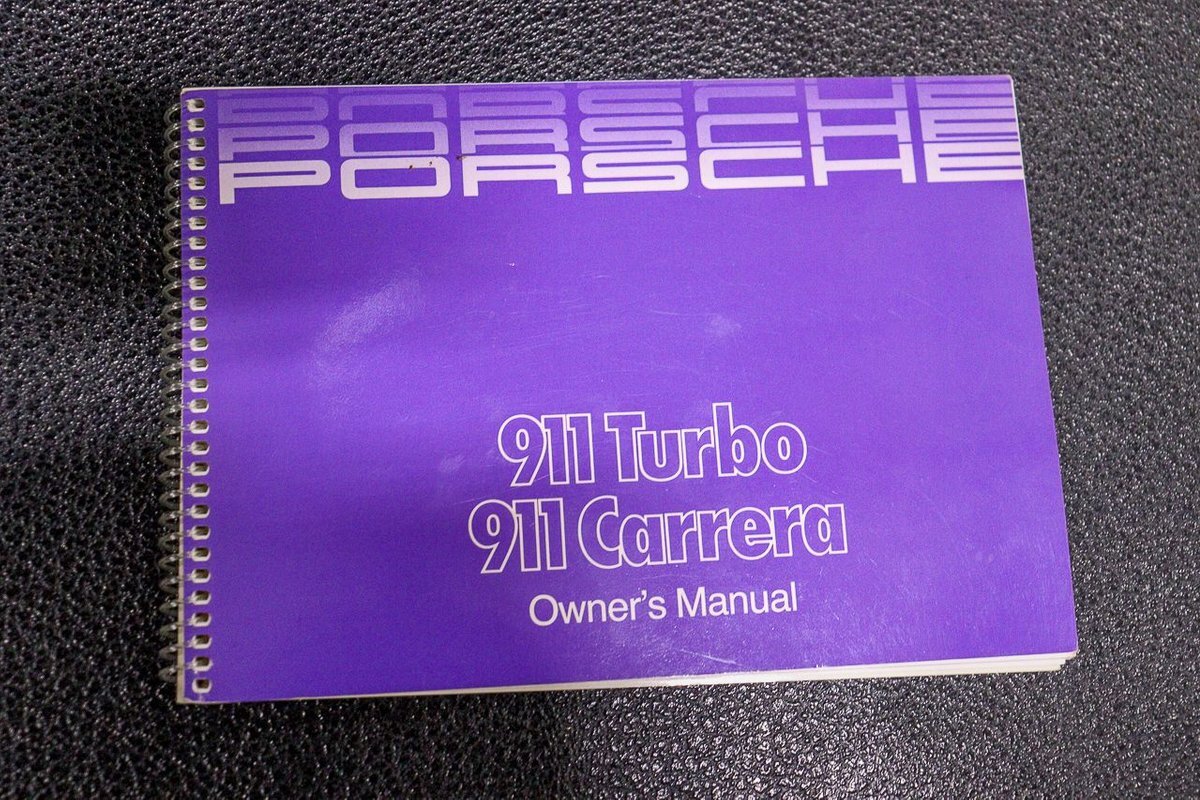 PORSCHE
PORSCHE
PORSCHE
911 Turbo
911 Carrera
Owner's Manual